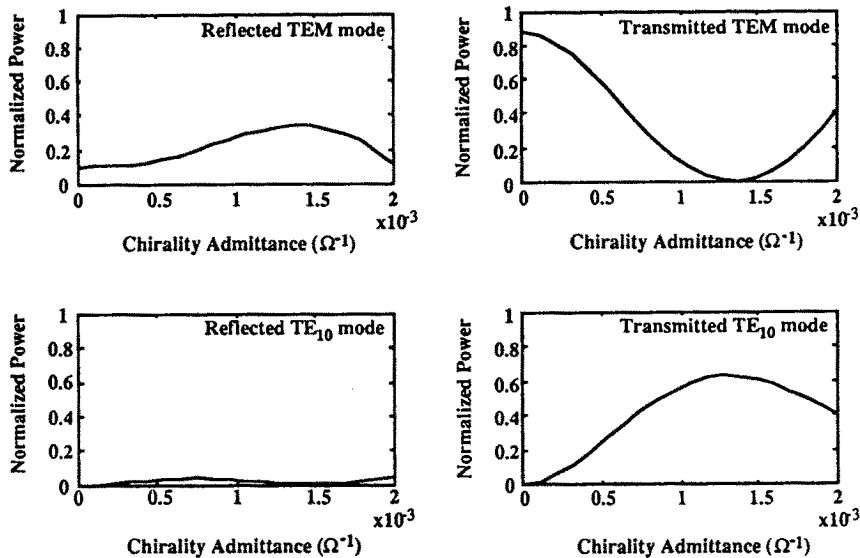 Reflected TEM mode
Normalized Power
1
0.8
0.6
0.4
0.2
0
0
0.5
1
1.5
2
x10⁻³
Chirality Admittance (Ω⁻¹)
Transmitted TEM mode
Normalized Power
1
0.8
0.6
0.4
0.2
0
0
0.5
1
1.5
2
x10⁻³
Chirality Admittance (Ω⁻¹)
Reflected TE₁₀ mode
Normalized Power
1
0.8
0.6
0.4
0.2
0
0
0.5
1
1.5
2
x10⁻³
Chirality Admittance (Ω⁻¹)
Transmitted TE₁₀ mode
Normalized Power
1
0.8
0.6
0.4
0.2
0
0
0.5
1
1.5
2
x10⁻³
Chirality Admittance (Ω⁻¹)